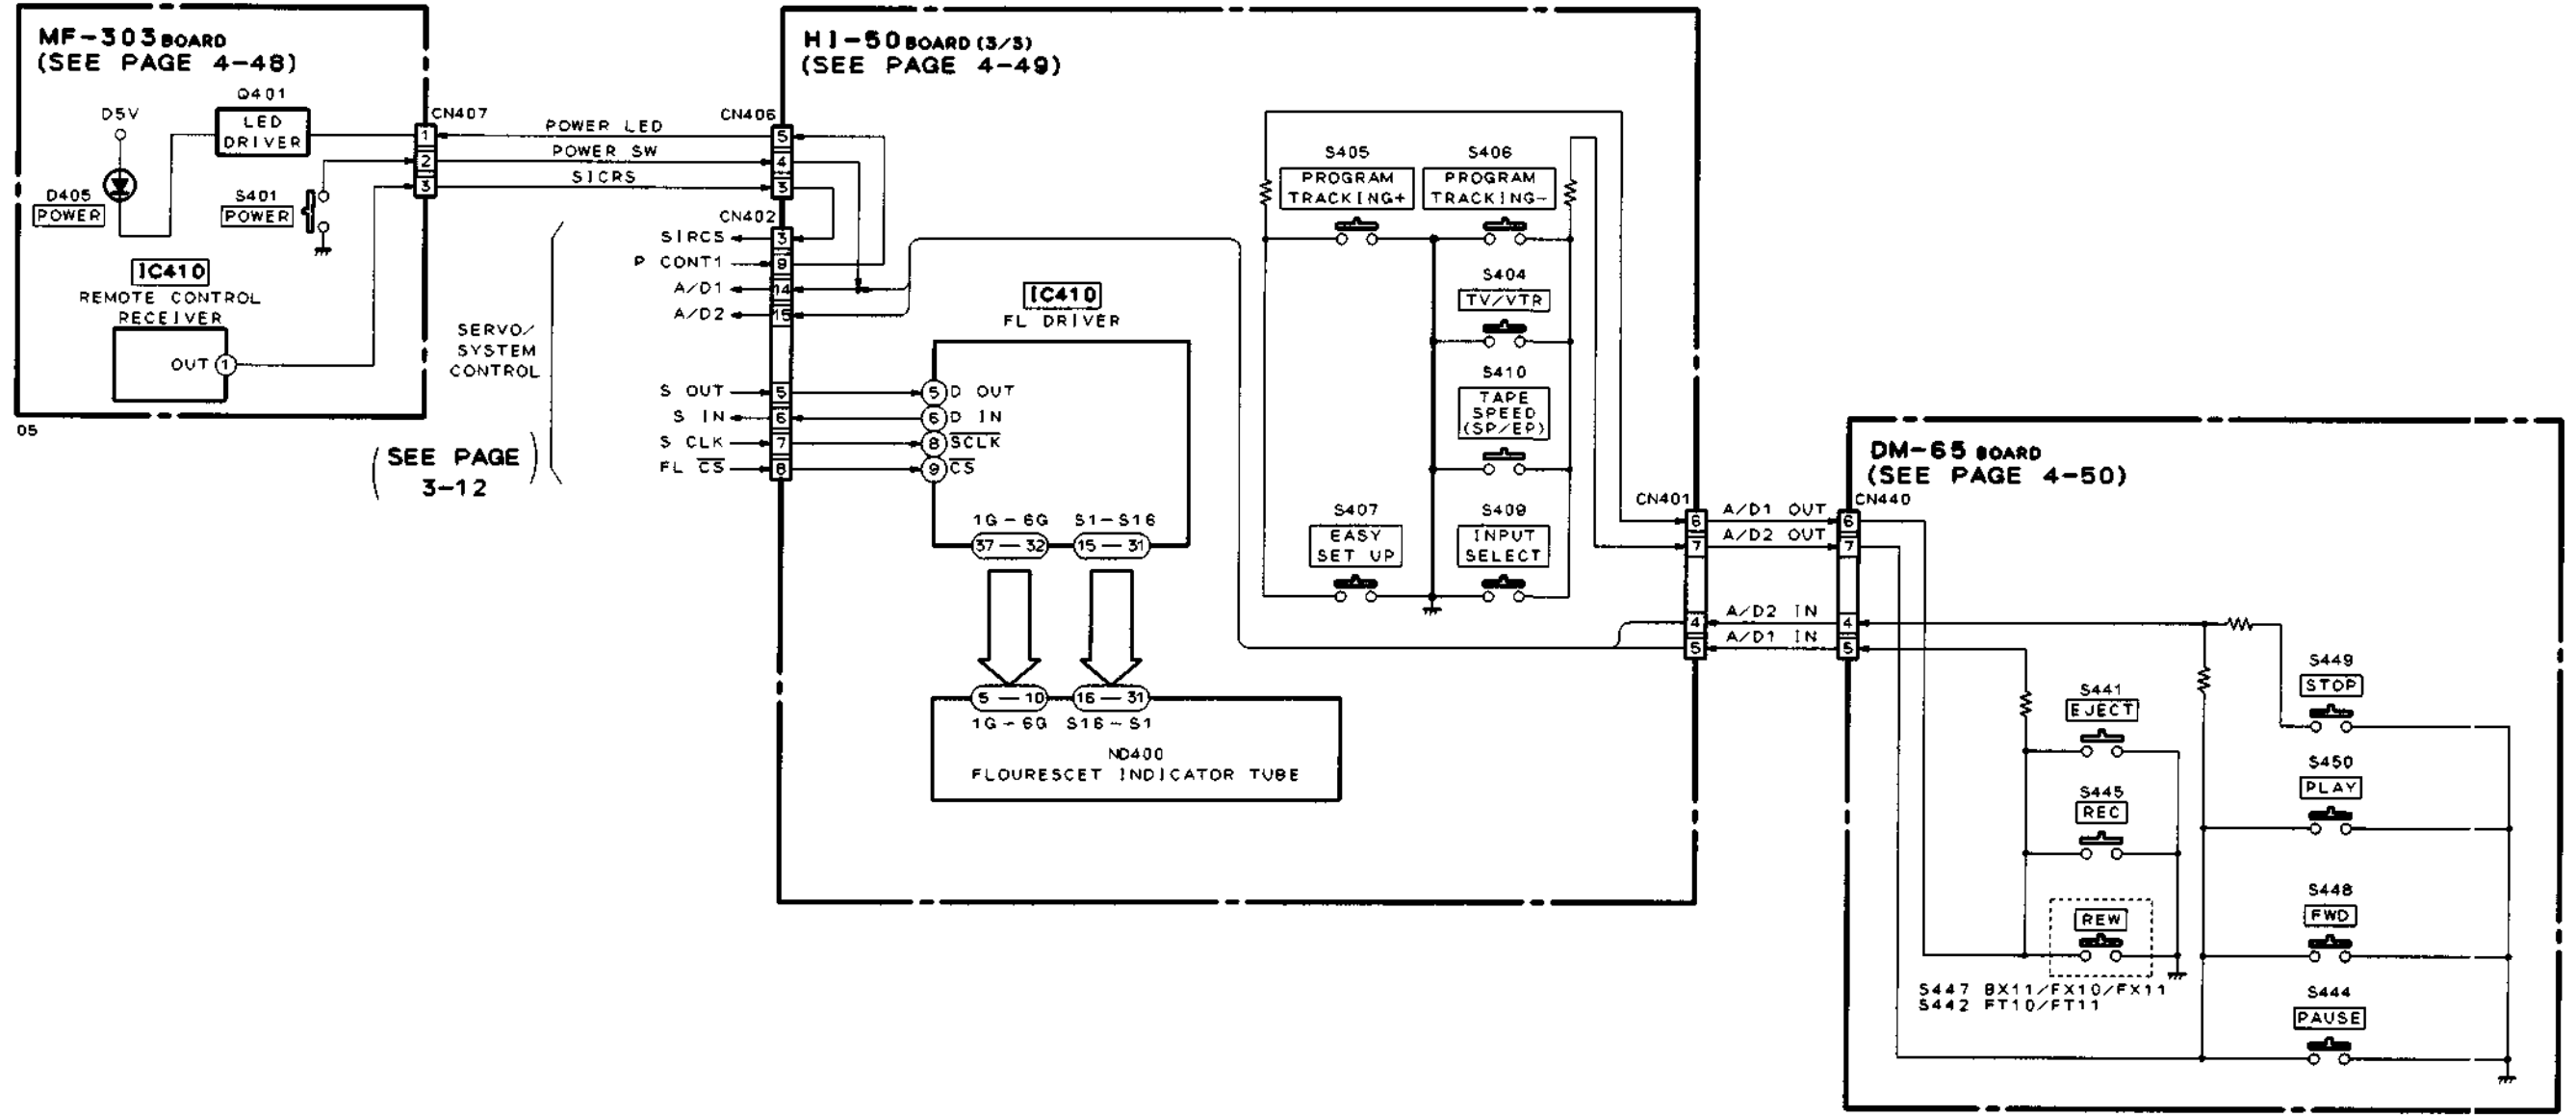 MF-303 BOARD
(SEE PAGE 4-48)
D5V
Q401
LED
DRIVER
D405
POWER
S401
POWER
IC410
REMOTE CONTROL
RECEIVER
OUT 1
05
CN407
1
2
3
POWER LED
POWER SW
SICRS
CN406
5
4
3
CN402
SIRCS 3
P CONT1 9
A/D1 14
A/D2 15
SERVO/
SYSTEM
CONTROL
(SEE PAGE
3-12)
S OUT 5
S IN 6
S CLK 7
FL CS 8
HI-50 BOARD (3/3)
(SEE PAGE 4-49)
IC410
FL DRIVER
5 D OUT
6 D IN
8 SCLK
9 CS
1G-6G S1-S16
37 — 32 15 — 31
5 — 10 16 — 31
1G-6G S16-S1
ND400
FLOURESCET INDICATOR TUBE
S405
PROGRAM
TRACKING+
S406
PROGRAM
TRACKING-
S404
TV/VTR
S410
TAPE
SPEED
(SP/EP)
S407
EASY
SET UP
S409
INPUT
SELECT
CN401
6
7
4
5
A/D1 OUT
A/D2 OUT
A/D2 IN
A/D1 IN
DM-65 BOARD
(SEE PAGE 4-50)
CN440
6
7
4
5
S441
EJECT
S445
REC
REW
S447 BX11/FX10/FX11
S442 FT10/FT11
S449
STOP
S450
PLAY
S448
FWD
S444
PAUSE